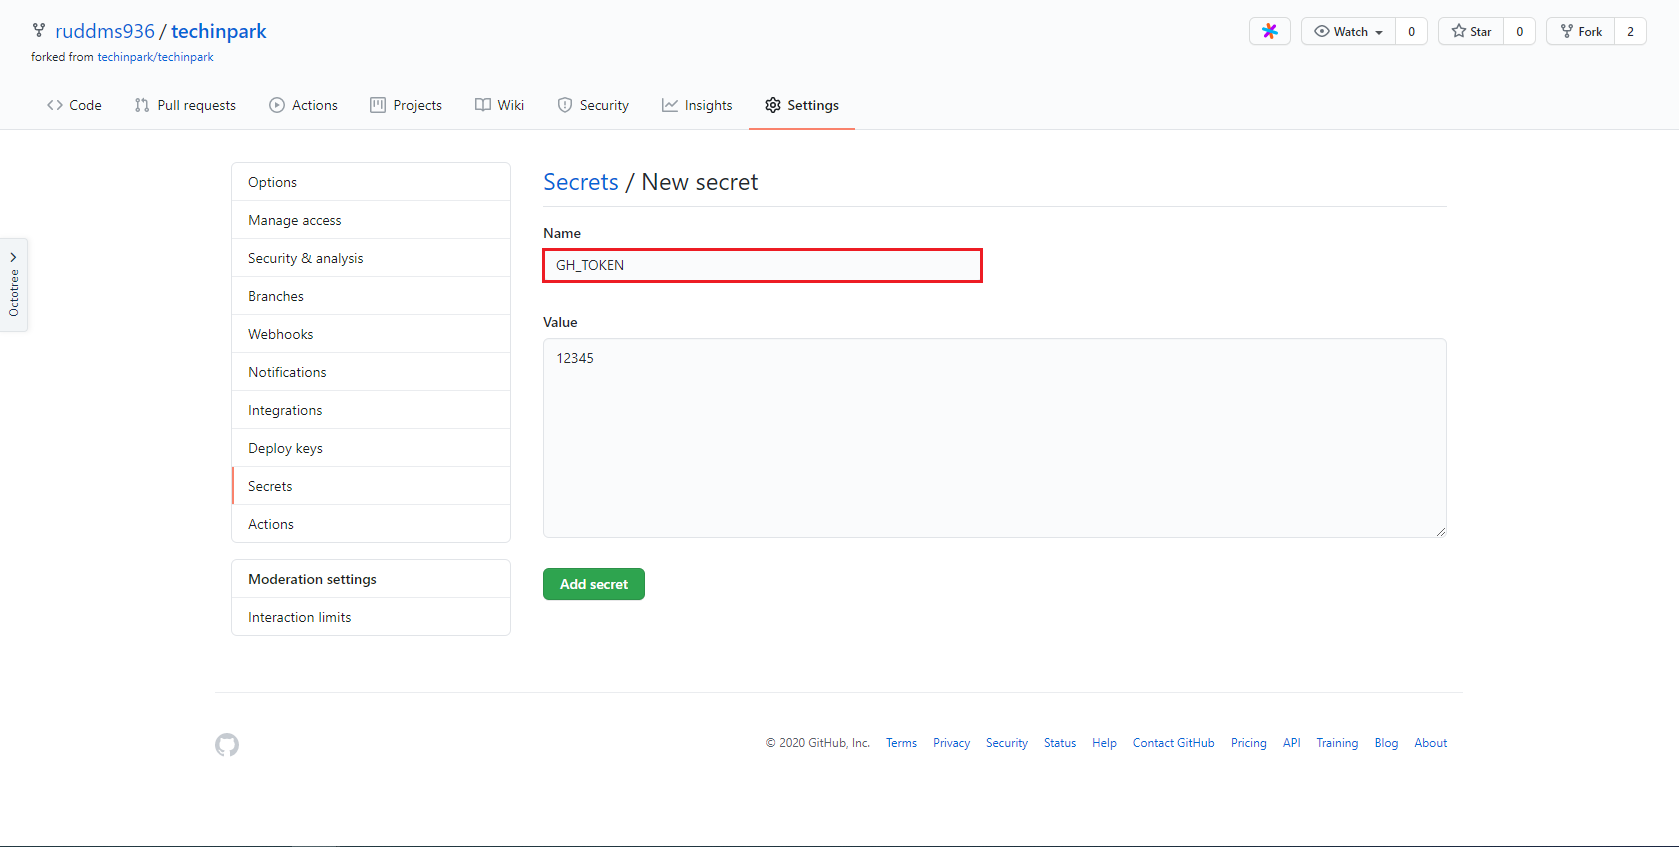 ruddms936 / techinpark
Watch 0 Star 0 Fork 2
forked from techinpark/techinpark
Code Pull requests Actions Projects Wiki Security Insights Settings
Octotree
Options
Manage access
Security & analysis
Branches
Webhooks
Notifications
Integrations
Deploy keys
Secrets
Actions
Moderation settings
Interaction limits
Secrets / New secret
Name
GH_TOKEN
Value
12345
Add secret
© 2020 GitHub, Inc. Terms Privacy Security Status Help Contact GitHub Pricing API Training Blog About